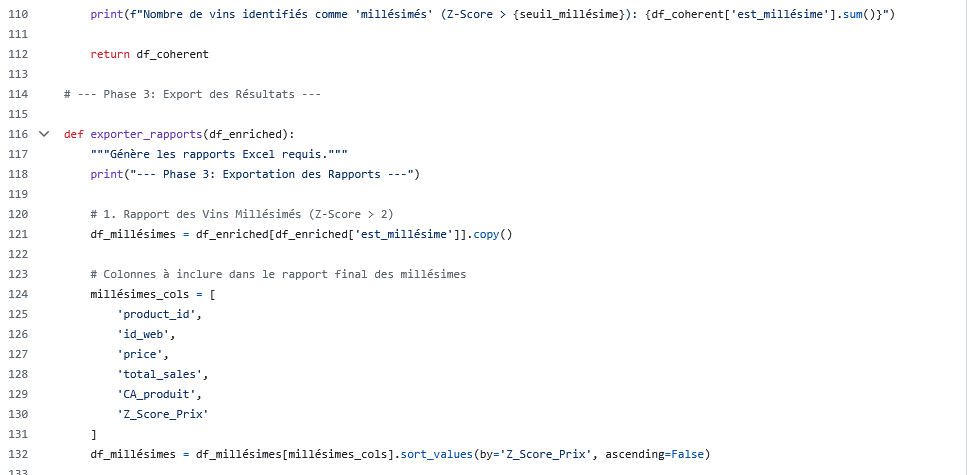 110 print(f"Nombre de vins identifiés comme 'millésimés' (Z-Score > {seuil_millésime}): {df_coherent['est_millésime'].sum()}")
111
112 return df_coherent
113
114 # --- Phase 3: Export des Résultats ---
115
116 def exporter_rapports(df_enriched):
117 """Génère les rapports Excel requis."""
118 print("--- Phase 3: Exportation des Rapports ---")
119
120 # 1. Rapport des Vins Millésimés (Z-Score > 2)
121 df_millésimes = df_enriched[df_enriched['est_millésime']].copy()
122
123 # Colonnes à inclure dans le rapport final des millésimes
124 millésimes_cols = [
125 'product_id',
126 'id_web',
127 'price',
128 'total_sales',
129 'CA_produit',
130 'Z_Score_Prix'
131 ]
132 df_millésimes = df_millésimes[millésimes_cols].sort_values(by='Z_Score_Prix', ascending=False)
133